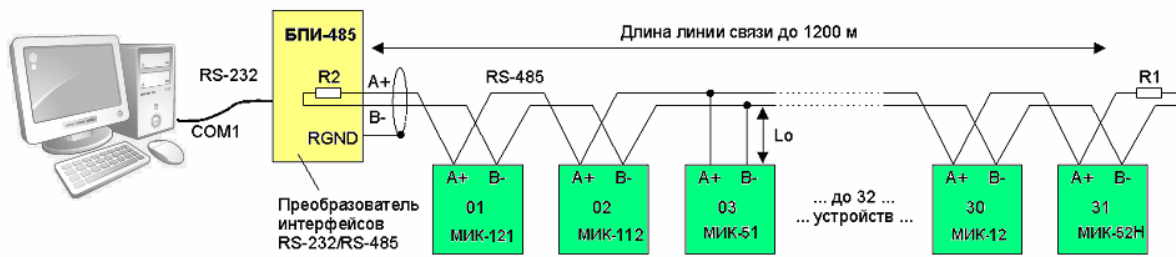 БПИ-485
Длина линии связи до 1200 м
RS-232
R2
A+
RS-485
R1
COM1
B-
RGND
Lo
A+ B-
A+ B-
A+ B-
A+ B-
A+ B-
Преобразователь
интерфейсов
RS-232/RS-485
01
МИК-121
02
МИК-112
03
МИК-51
... до 32 ...
... устройств ...
30
МИК-12
31
МИК-52Н